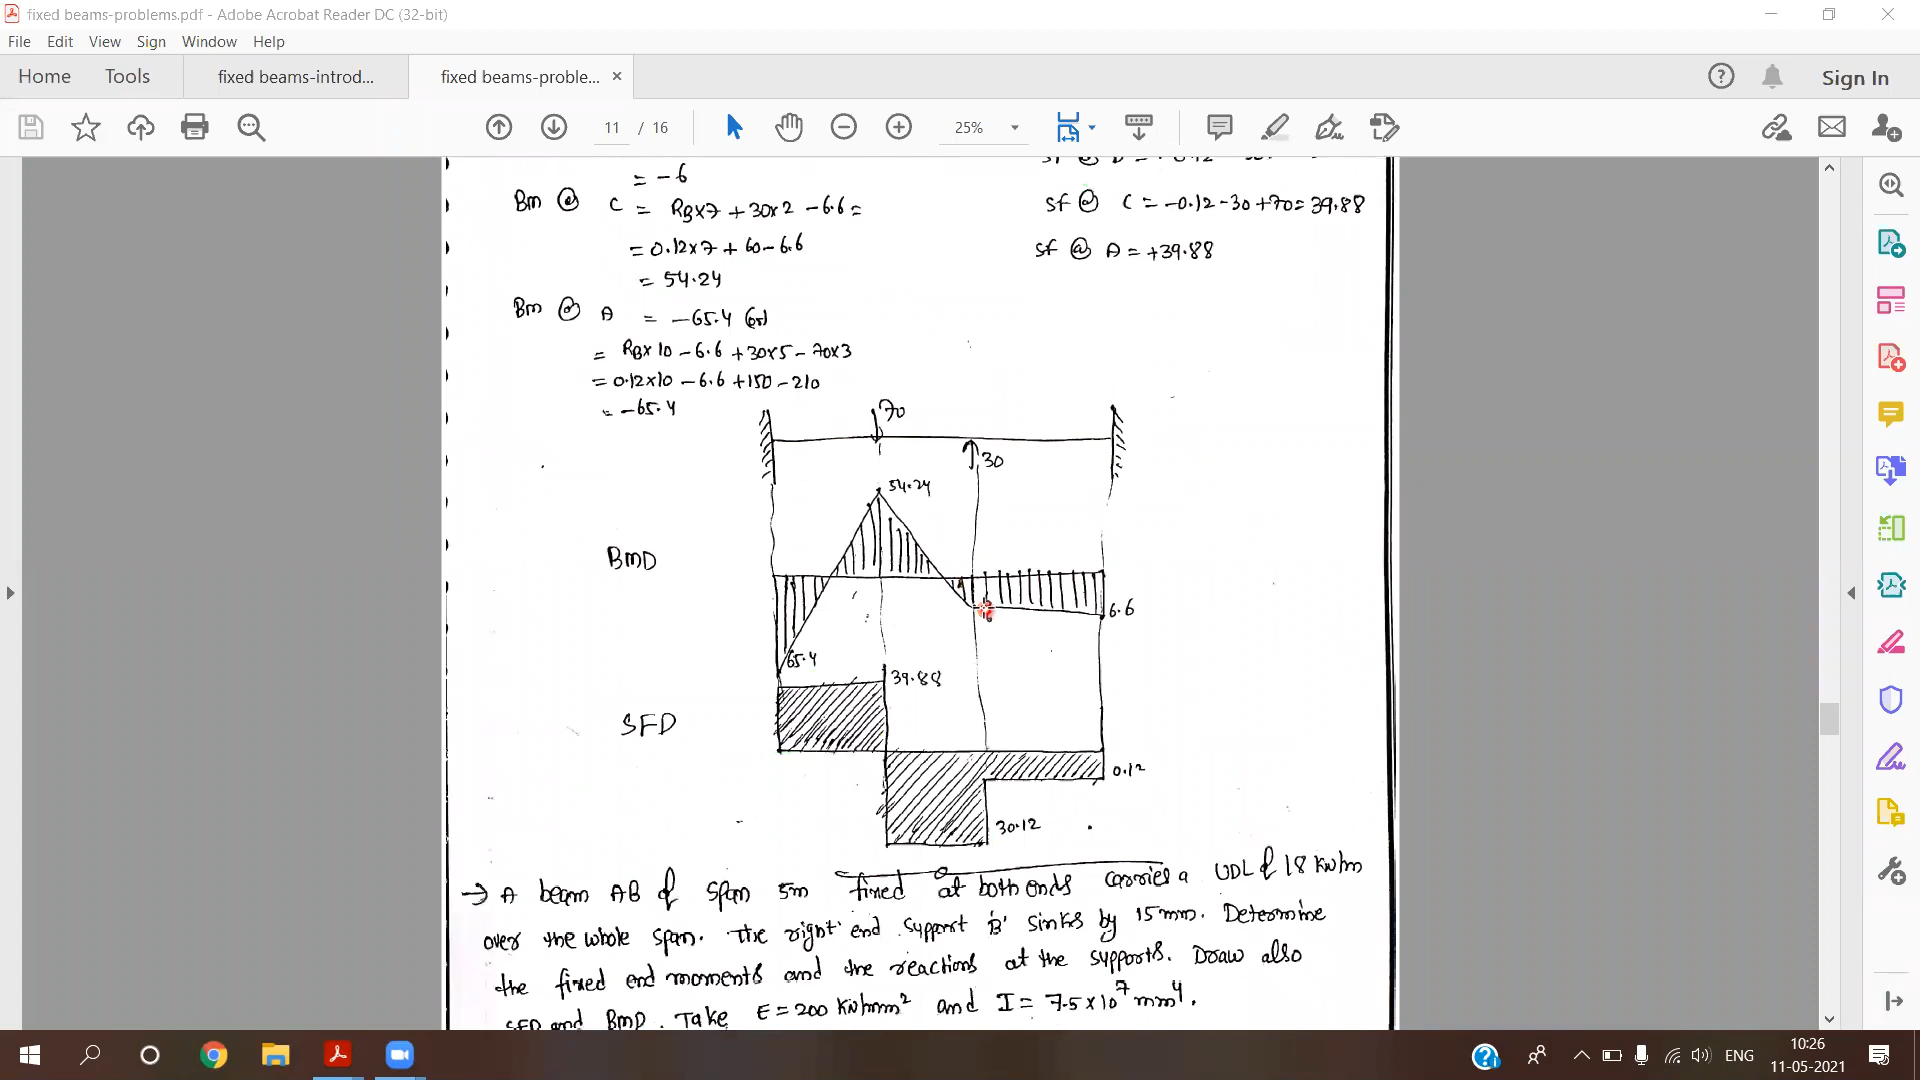 fixed beams-problems.pdf - Adobe Acrobat Reader DC (32-bit)
File Edit View Sign Window Help
Home Tools fixed beams-introd... fixed beams-proble... ×
Sign In
11 / 16
25%
= -6
Bm @ C = RB×7 + 30×2 - 6.6 =
= 0.12×7 + 60 - 6.6
= 54.24
Bm @ A = -65.4 (or)
= RB×10 - 6.6 + 30×5 - 70×3
= 0.12×10 - 6.6 + 150 - 210
= -65.4
sf @ C = -0.12 - 30 + 70 = 39.88
sf @ A = +39.88
70
30
54.24
BMD
6.6
65.4
39.88
SFD
0.12
30.12
→ A beam AB of span 5m fixed at both ends carries a UDL of 18 kN/m
over the whole span. The right end support 'B' sinks by 15mm. Determine
the fixed end moments and the reactions at the supports. Draw also
SFD and BMD. Take E = 200 kN/mm² and I = 7.5×10⁷ mm⁴.
ENG
10:26
11-05-2021